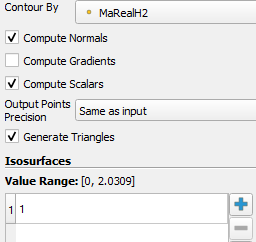 Contour By MaRealH2
Compute Normals
Compute Gradients
Compute Scalars
Output Points
Precision
Same as input
Generate Triangles
Isosurfaces
Value Range: [0, 2.0309]
1 1